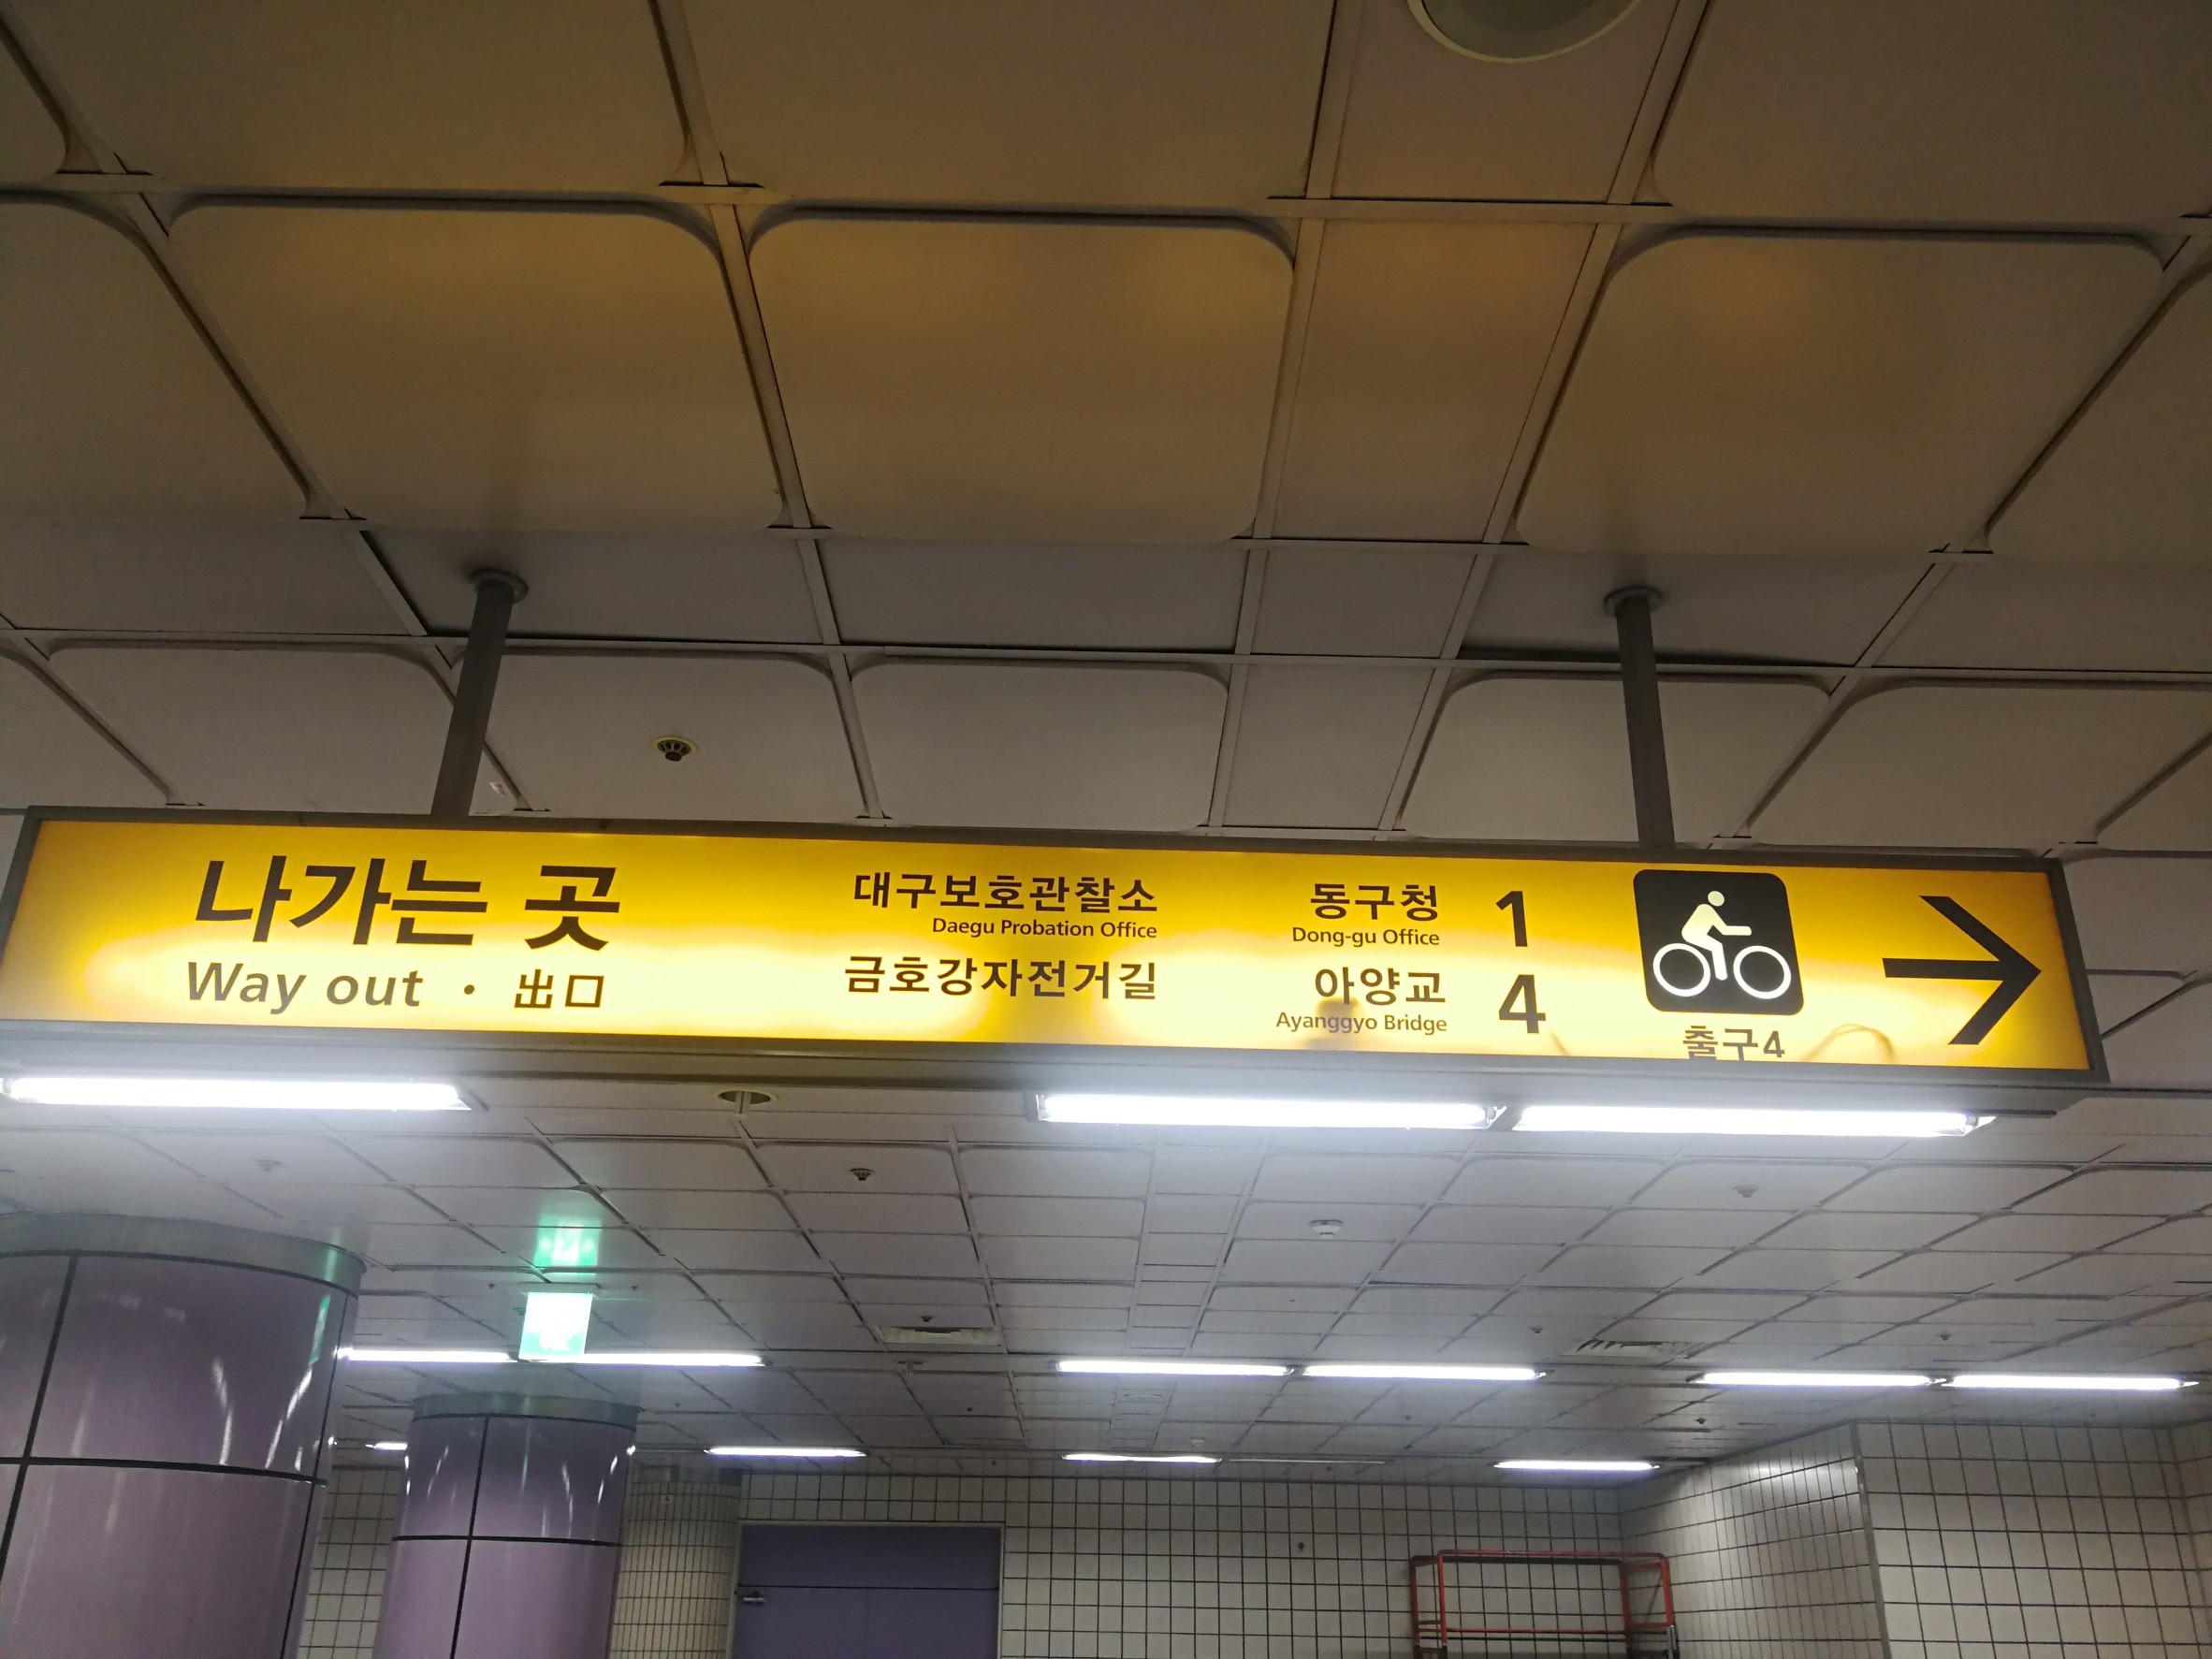 나가는 곳
Way out · 出口
대구보호관찰소
Daegu Probation Office
금호강자전거길
동구청 1
Dong-gu Office
아양교 4
Ayanggyo Bridge
출구4